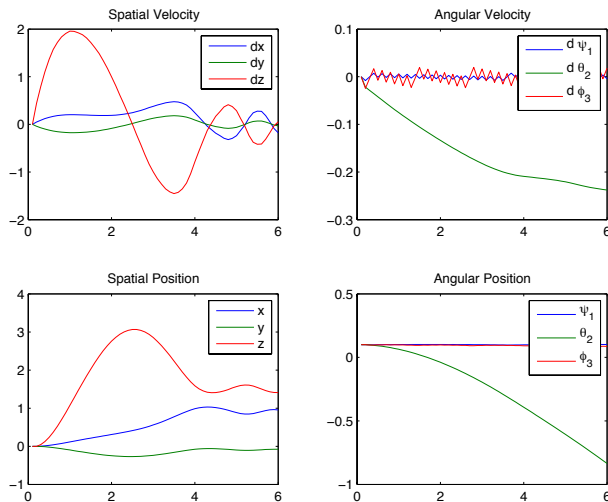 Spatial Velocity
2
1
0
−1
−2
0
2
4
6
dx
dy
dz
Angular Velocity
0.1
0
−0.1
−0.2
−0.3
0
2
4
6
d ψ₁
d θ₂
d ϕ₃
Spatial Position
4
3
2
1
0
−1
0
2
4
6
x
y
z
Angular Position
0.5
0
−0.5
−1
0
2
4
6
ψ₁
θ₂
ϕ₃